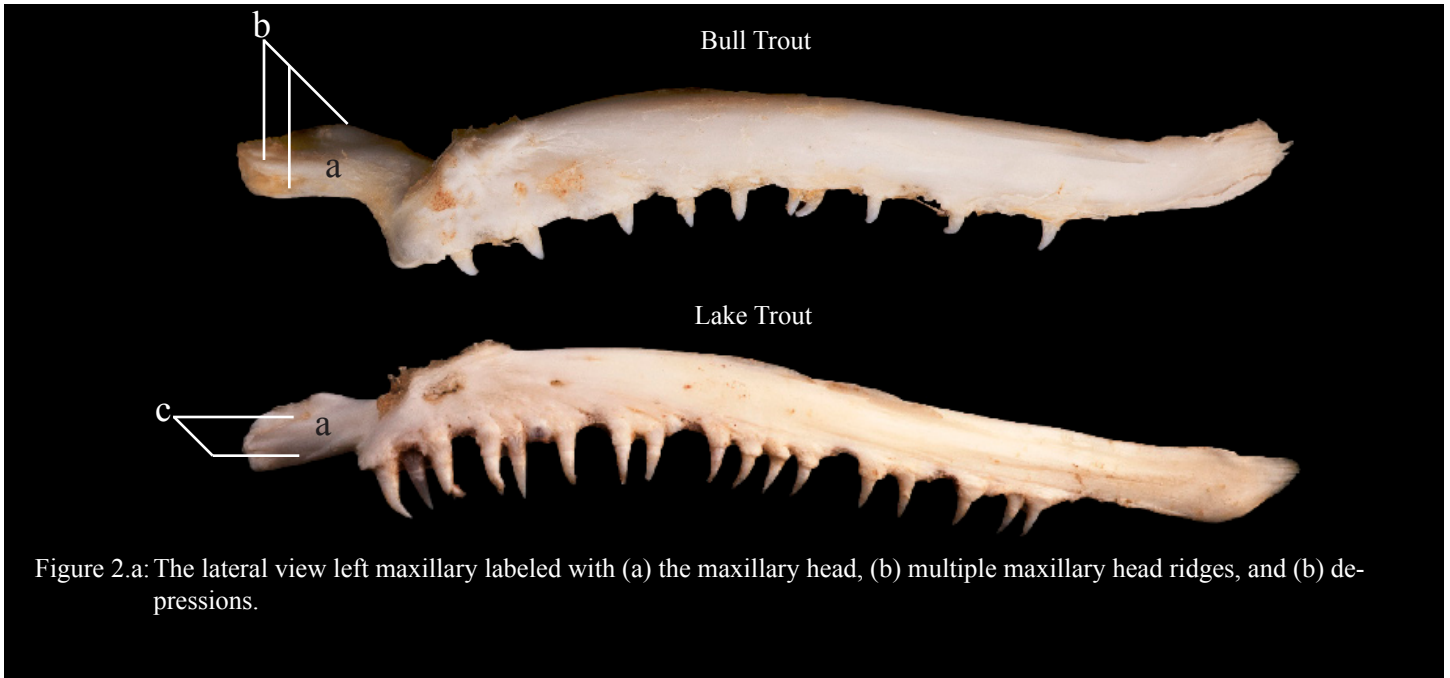 b
Bull Trout
a
Lake Trout
c
a
Figure 2.a: The lateral view left maxillary labeled with (a) the maxillary head, (b) multiple maxillary head ridges, and (b) de-
pressions.